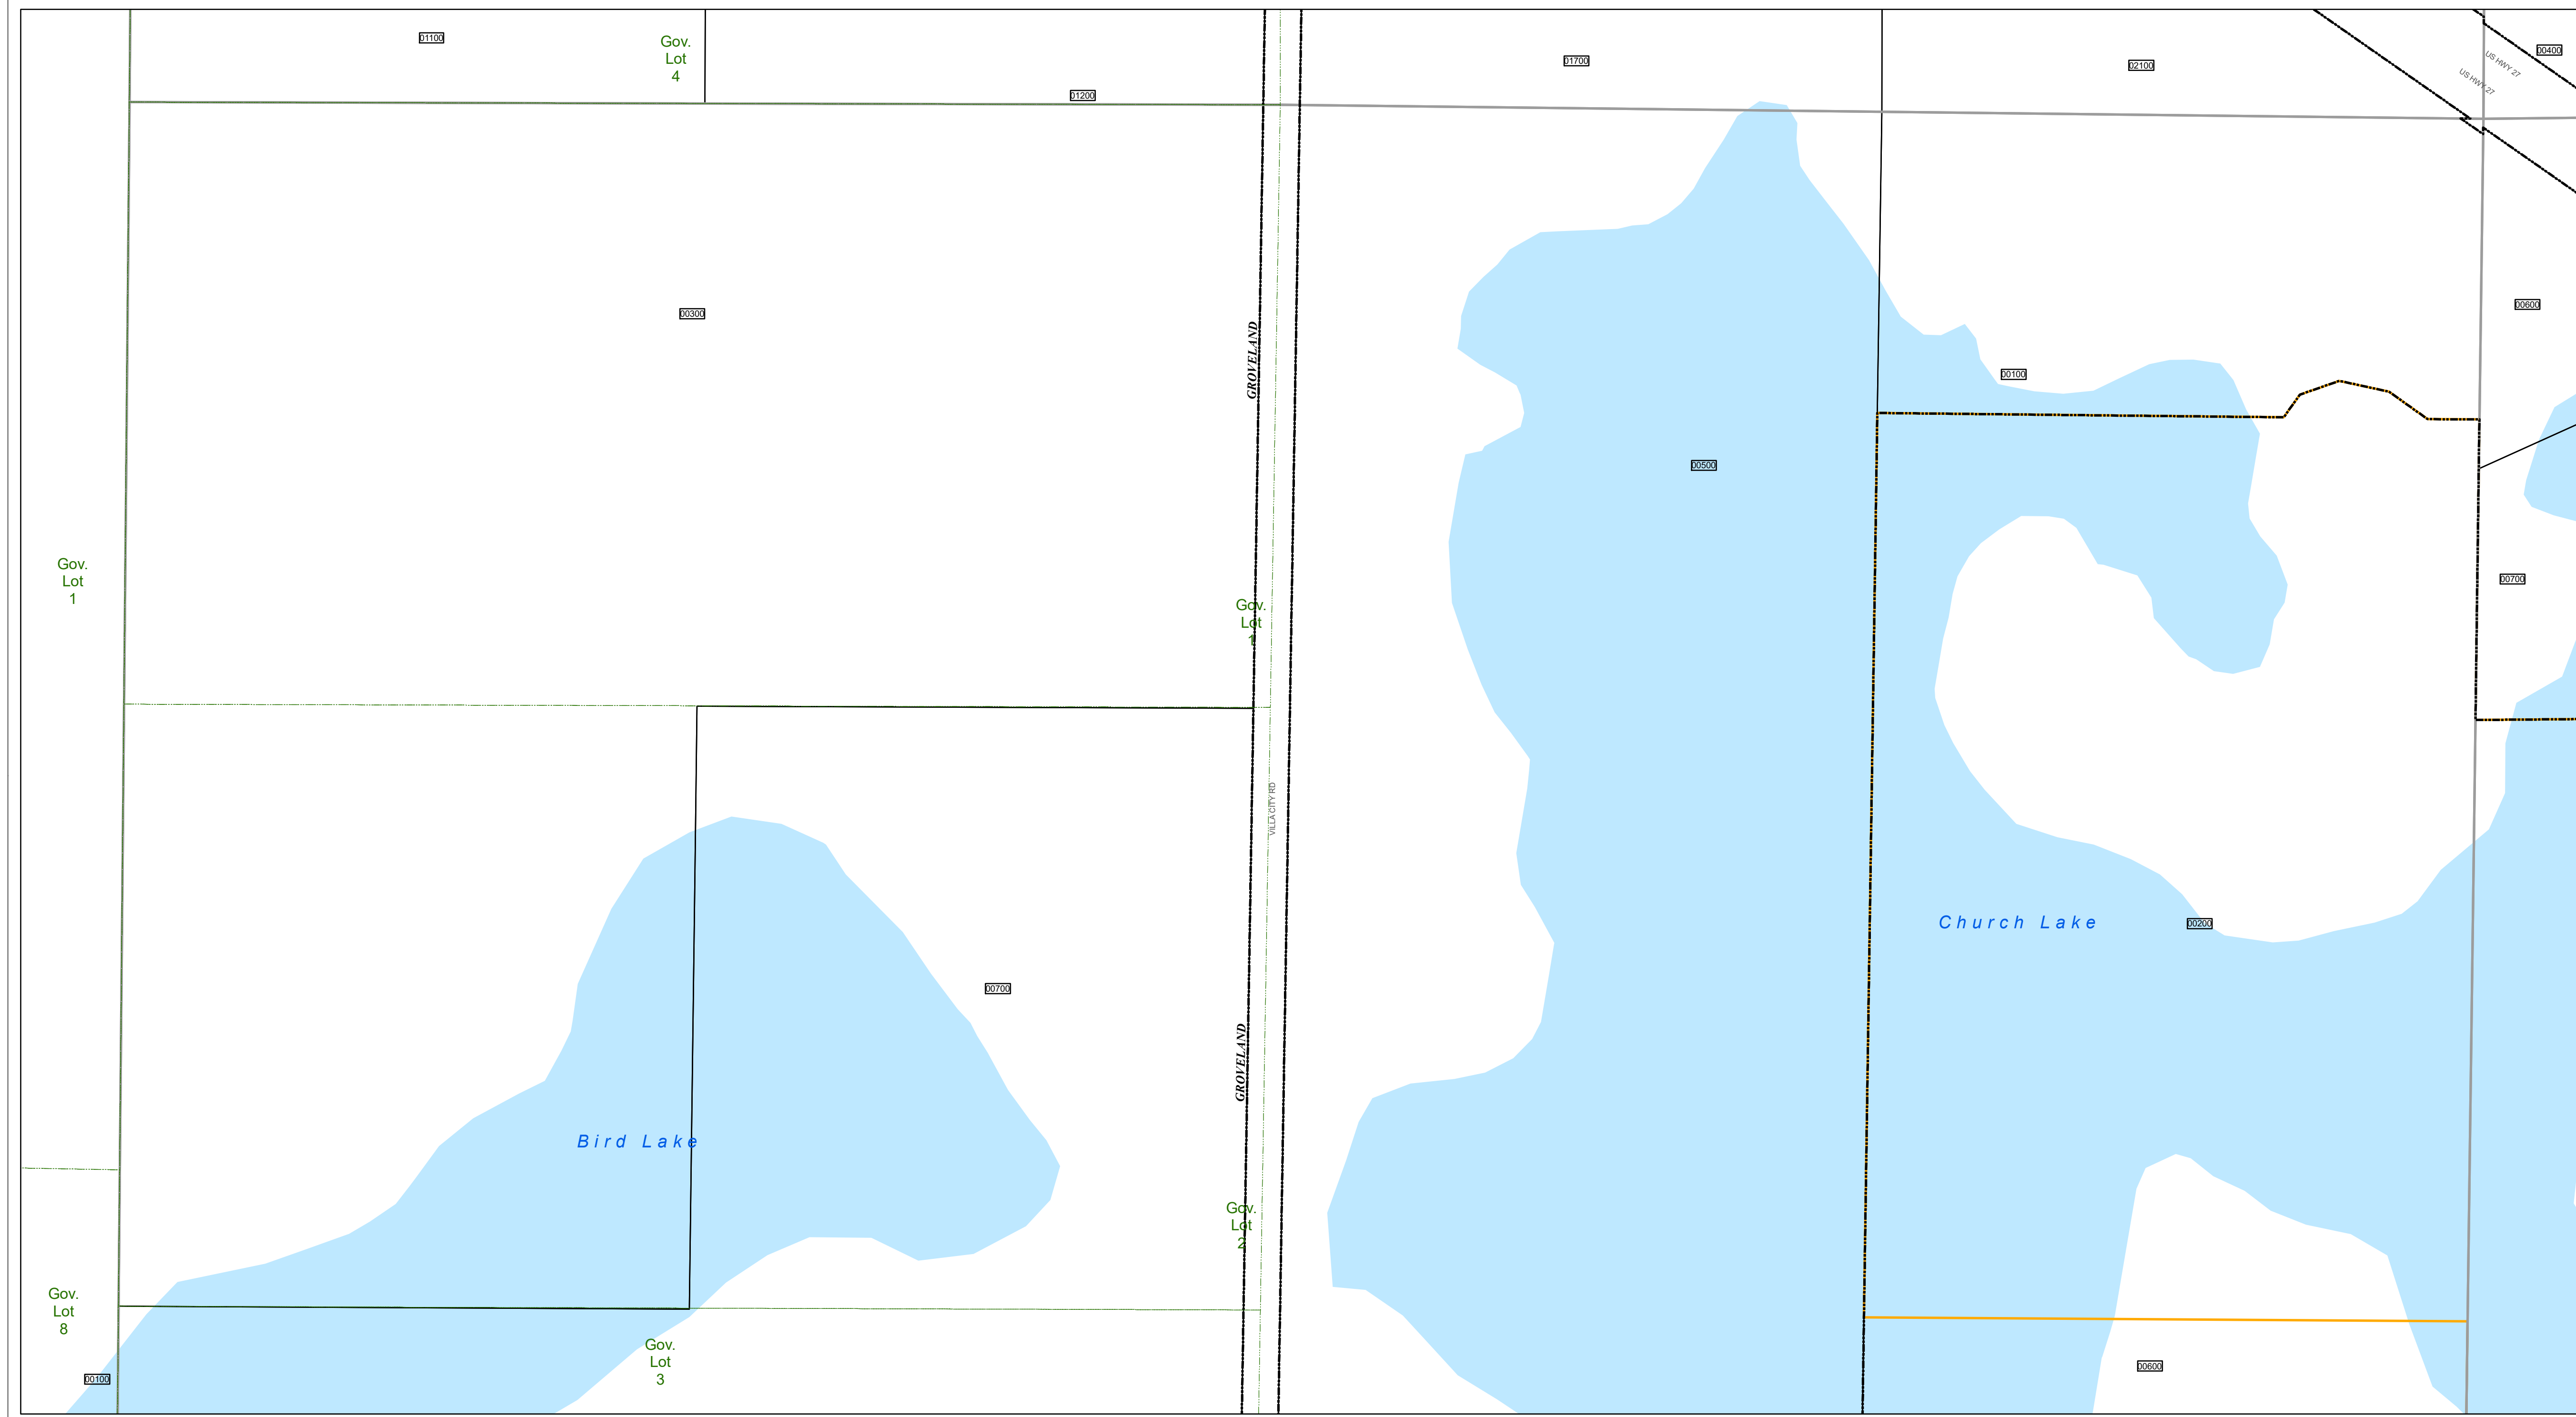 01100
Gov.
Lot
4
01200
01700
02100
US HWY 27
US HWY 27
00400
00300
GROVELAND
00600
00100
00500
Gov.
Lot
1
Gov.
Lot
1
00700
VILLA CITY RD
Church Lake
00200
00700
GROVELAND
Bird Lake
Gov.
Lot
2
Gov.
Lot
8
Gov.
Lot
3
00100
00600